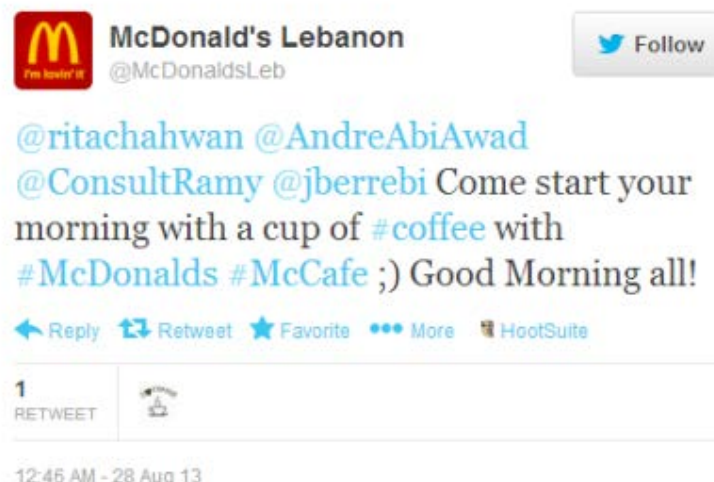 McDonald's Lebanon
@McDonaldsLeb
Follow
i'm lovin' it
@ritachahwan @AndreAbiAwad
@ConsultRamy @jberrebi Come start your
morning with a cup of #coffee with
#McDonalds #McCafe ;) Good Morning all!
Reply Retweet Favorite More HootSuite
1
RETWEET
12:46 AM - 28 Aug 13